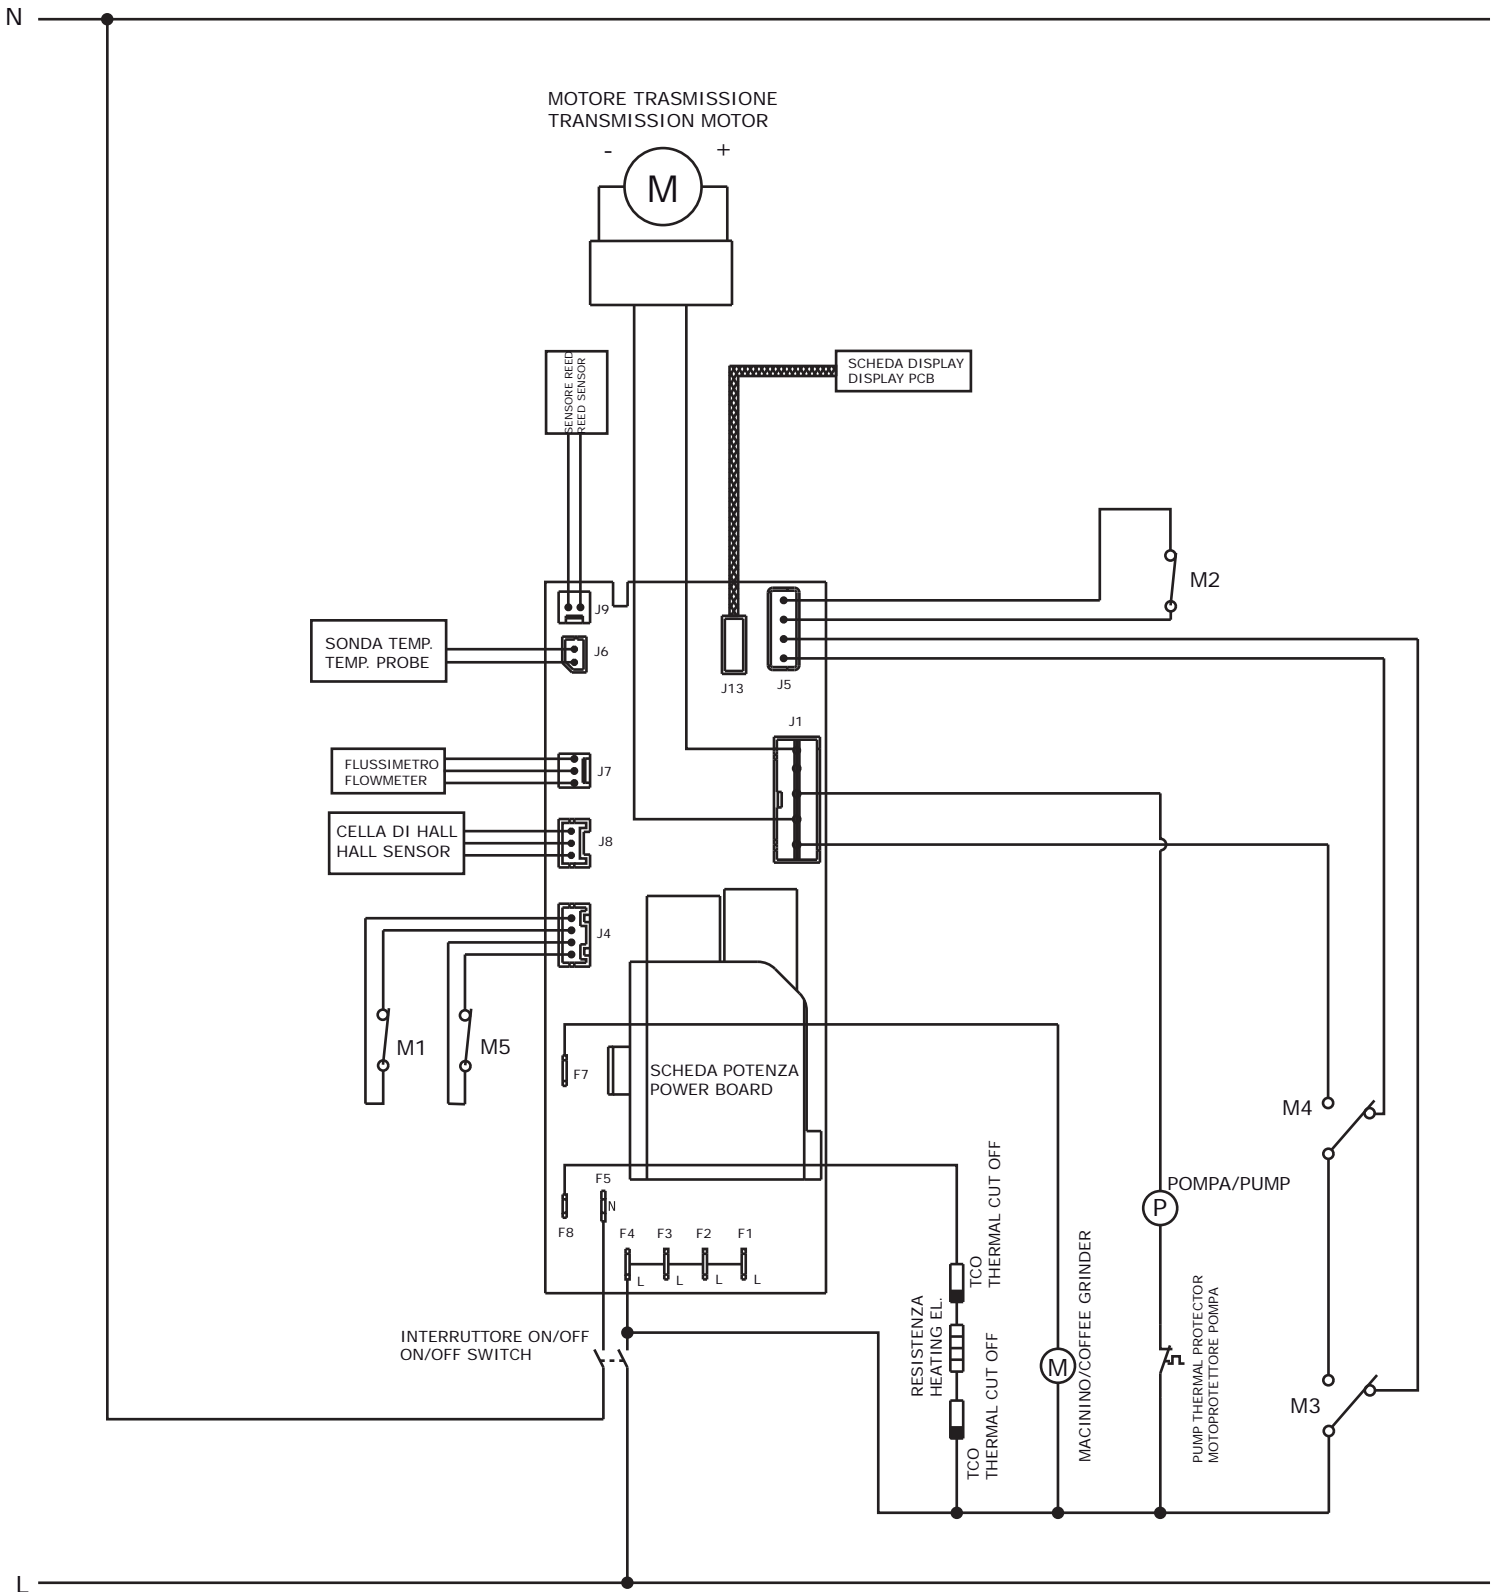 N
MOTORE TRASMISSIONE
TRANSMISSION MOTOR
- +
M
SENSORE REED
REED SENSOR
SCHEDA DISPLAY
DISPLAY PCB
M2
J9
SONDA TEMP.
TEMP. PROBE
J6
J13
J5
J1
FLUSSIMETRO
FLOWMETER
J7
CELLA DI HALL
HALL SENSOR
J8
J4
M1
M5
F7
SCHEDA POTENZA
POWER BOARD
M4
F5
N
F8
F4
F3
F2
F1
L
L
L
L
POMPA/PUMP
P
TCO
THERMAL CUT OFF
RESISTENZA
HEATING EL.
TCO
THERMAL CUT OFF
M
MACININO/COFFEE GRINDER
PUMP THERMAL PROTECTOR
MOTOPROTETTORE POMPA
INTERRUTTORE ON/OFF
ON/OFF SWITCH
M3
L